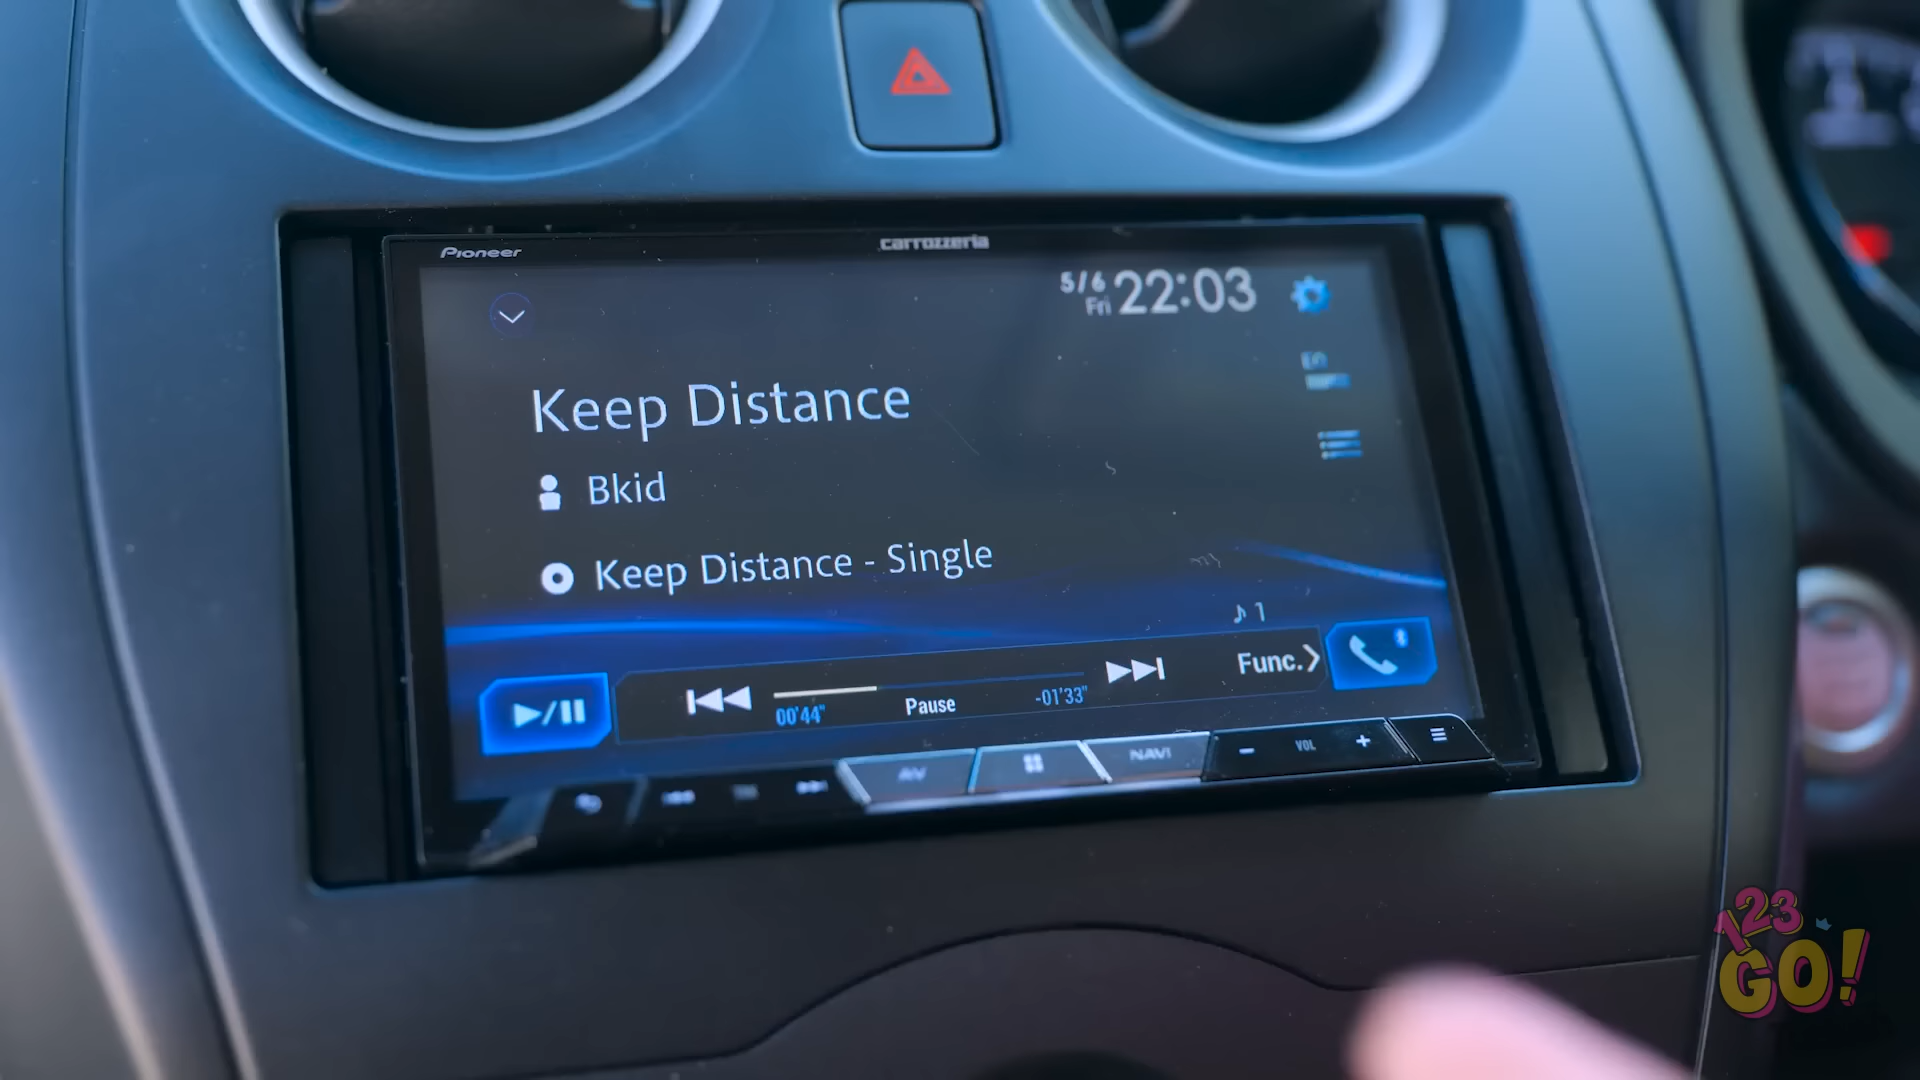 Pioneer
carrozzeria
5/6
Fri
22:03
EQ
Keep Distance
Bkid
Keep Distance - Single
♪ 1
00'44"
Pause
-01'33"
Func.
AV
NAVI
- VOL +
123
GO!